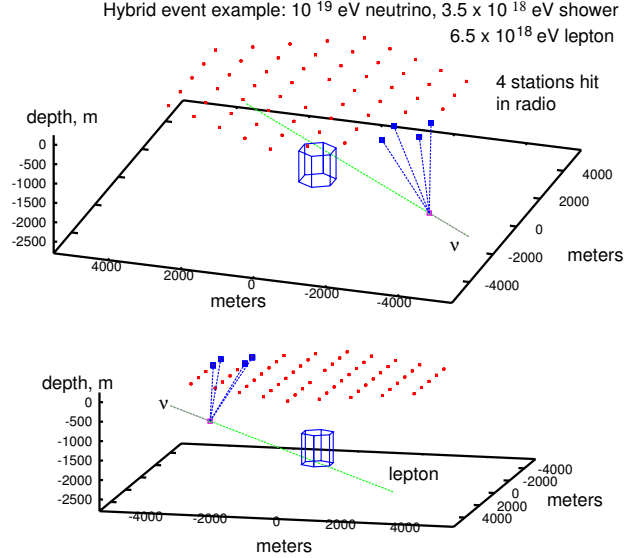 Hybrid event example: 10 19 eV neutrino, 3.5 x 10 18 eV shower
6.5 x 10 18 eV lepton
4 stations hit
in radio
depth, m
0
-500
-1000
-1500
-2000
-2500
4000
2000
0
-2000
-4000
meters
4000
2000
0
-2000
-4000
meters
ν
depth, m
0
-500
-1000
-1500
-2000
-2500
ν
lepton
-4000
-2000
0
2000
4000
meters
-4000
-2000
0
2000
4000
meters